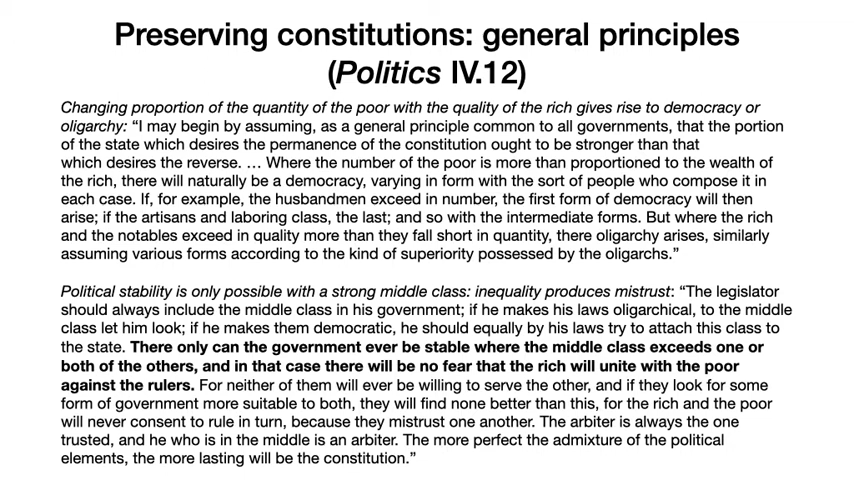 Preserving constitutions: general principles
(Politics IV.12)
Changing proportion of the quantity of the poor with the quality of the rich gives rise to democracy or
oligarchy: “I may begin by assuming, as a general principle common to all governments, that the portion
of the state which desires the permanence of the constitution ought to be stronger than that
which desires the reverse. … Where the number of the poor is more than proportioned to the wealth of
the rich, there will naturally be a democracy, varying in form with the sort of people who compose it in
each case. If, for example, the husbandmen exceed in number, the first form of democracy will then
arise; if the artisans and laboring class, the last; and so with the intermediate forms. But where the rich
and the notables exceed in quality more than they fall short in quantity, there oligarchy arises, similarly
assuming various forms according to the kind of superiority possessed by the oligarchs.”
Political stability is only possible with a strong middle class: inequality produces mistrust: “The legislator
should always include the middle class in his government; if he makes his laws oligarchical, to the middle
class let him look; if he makes them democratic, he should equally by his laws try to attach this class to
the state. There only can the government ever be stable where the middle class exceeds one or
both of the others, and in that case there will be no fear that the rich will unite with the poor
against the rulers. For neither of them will ever be willing to serve the other, and if they look for some
form of government more suitable to both, they will find none better than this, for the rich and the poor
will never consent to rule in turn, because they mistrust one another. The arbiter is always the one
trusted, and he who is in the middle is an arbiter. The more perfect the admixture of the political
elements, the more lasting will be the constitution.”